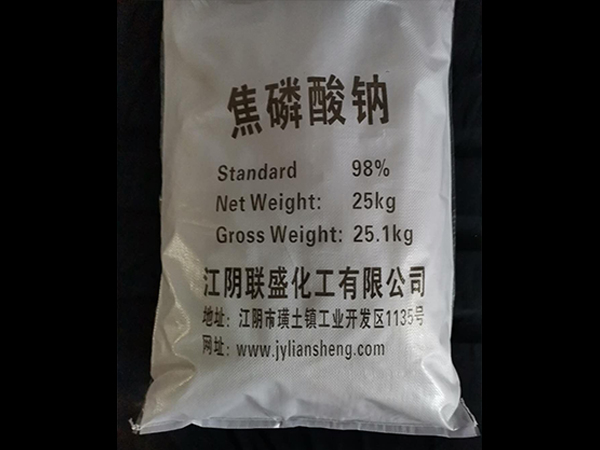 焦磷酸钠
Standard 98%
Net Weight: 25kg
Gross Weight: 25.1kg
江阴联盛化工有限公司
地址：江阴市璜土镇工业开发区1135号
网址：www.jyliansheng.com